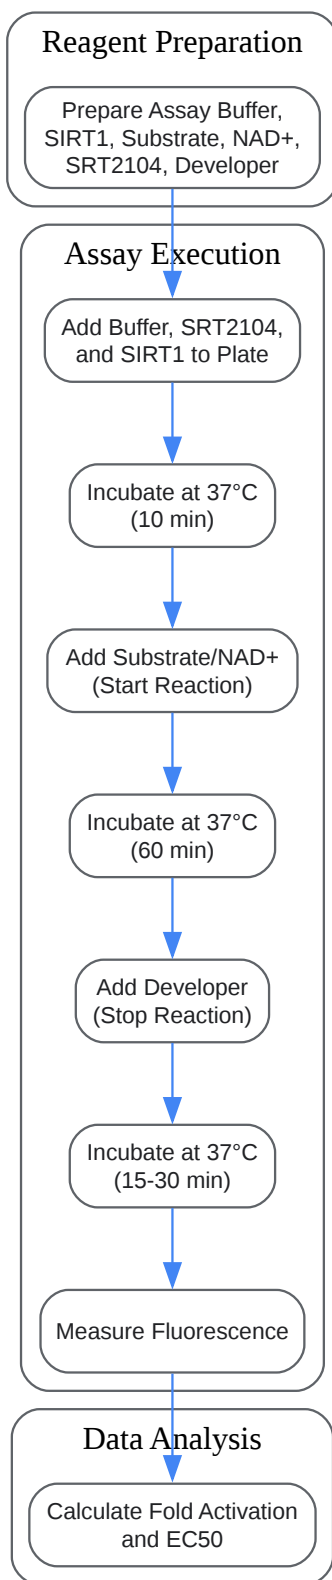 Reagent Preparation
Prepare Assay Buffer,
SIRT1, Substrate, NAD+,
SRT2104, Developer
Assay Execution
Add Buffer, SRT2104,
and SIRT1 to Plate
Incubate at 37°C
(10 min)
Add Substrate/NAD+
(Start Reaction)
Incubate at 37°C
(60 min)
Add Developer
(Stop Reaction)
Incubate at 37°C
(15-30 min)
Measure Fluorescence
Data Analysis
Calculate Fold Activation
and EC50